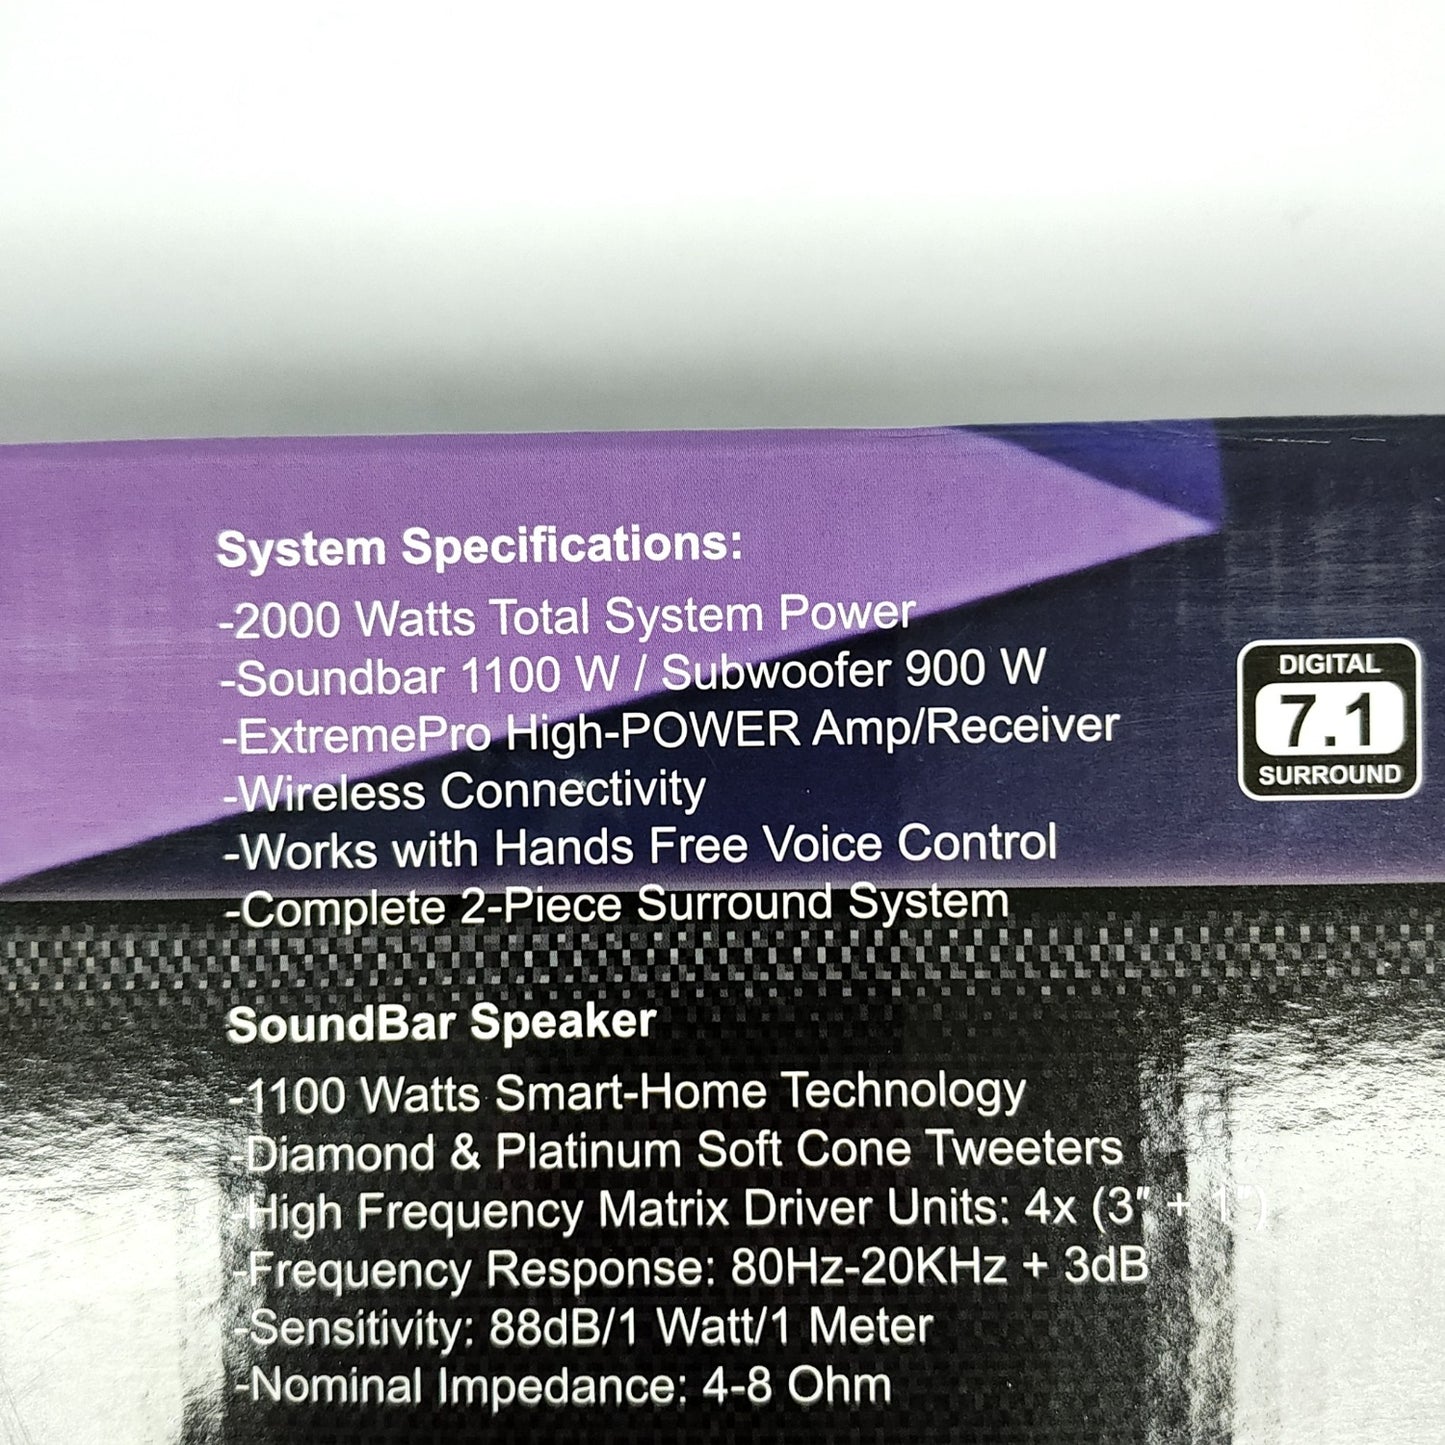 System Specifications:
-2000 Watts Total System Power
-Soundbar 1100 W / Subwoofer 900 W
-ExtremePro High-POWER Amp/Receiver
-Wireless Connectivity
-Works with Hands Free Voice Control
-Complete 2-Piece Surround System
DIGITAL
7.1
SURROUND
SoundBar Speaker
-1100 Watts Smart-Home Technology
-Diamond & Platinum Soft Cone Tweeters
-High Frequency Matrix Driver Units: 4x (3" + 1")
-Frequency Response: 80Hz-20KHz + 3dB
-Sensitivity: 88dB/1 Watt/1 Meter
-Nominal Impedance: 4-8 Ohm